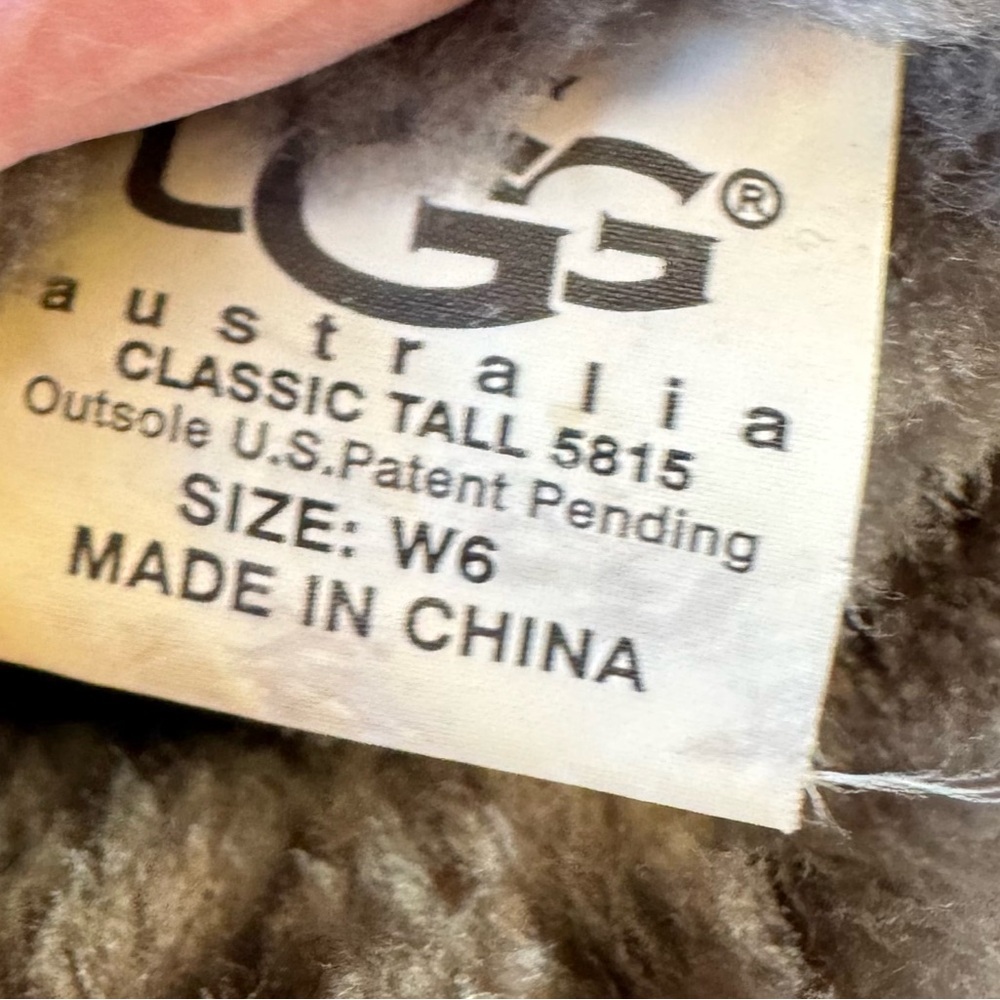 UGG®
australia
CLASSIC TALL 5815
Outsole U.S.Patent Pending
SIZE: W6
MADE IN CHINA